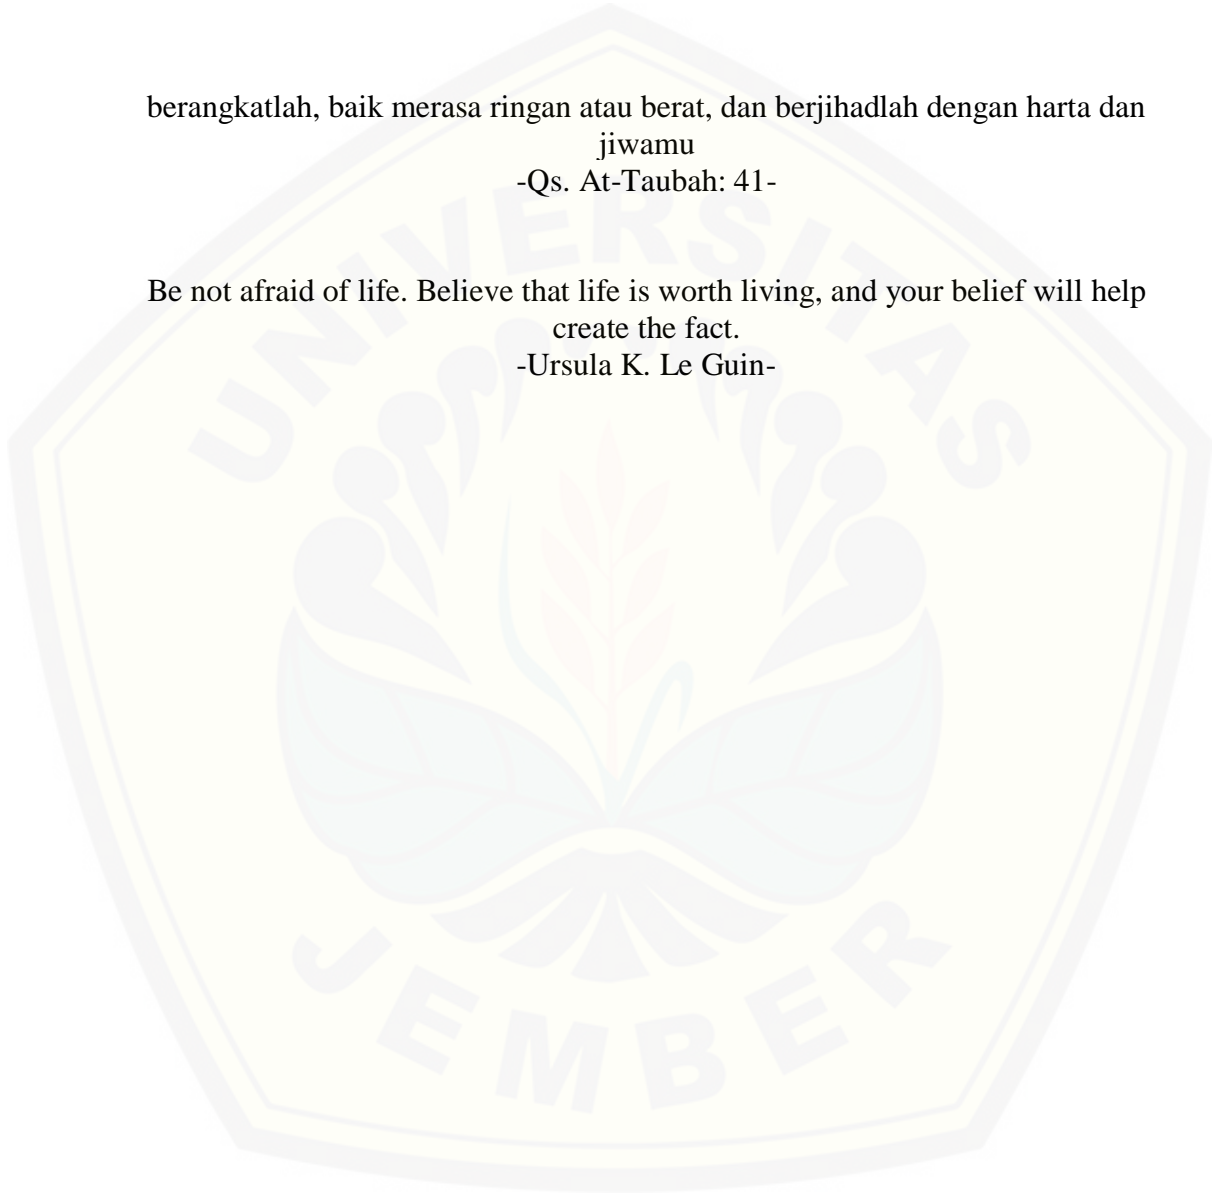 berangkatlah, baik merasa ringan atau berat, dan berjihadlah dengan harta dan
jiwamu
-Qs. At-Taubah: 41-
Be not afraid of life. Believe that life is worth living, and your belief will help
create the fact.
-Ursula K. Le Guin-
UNIVERSITAS
JEMBER